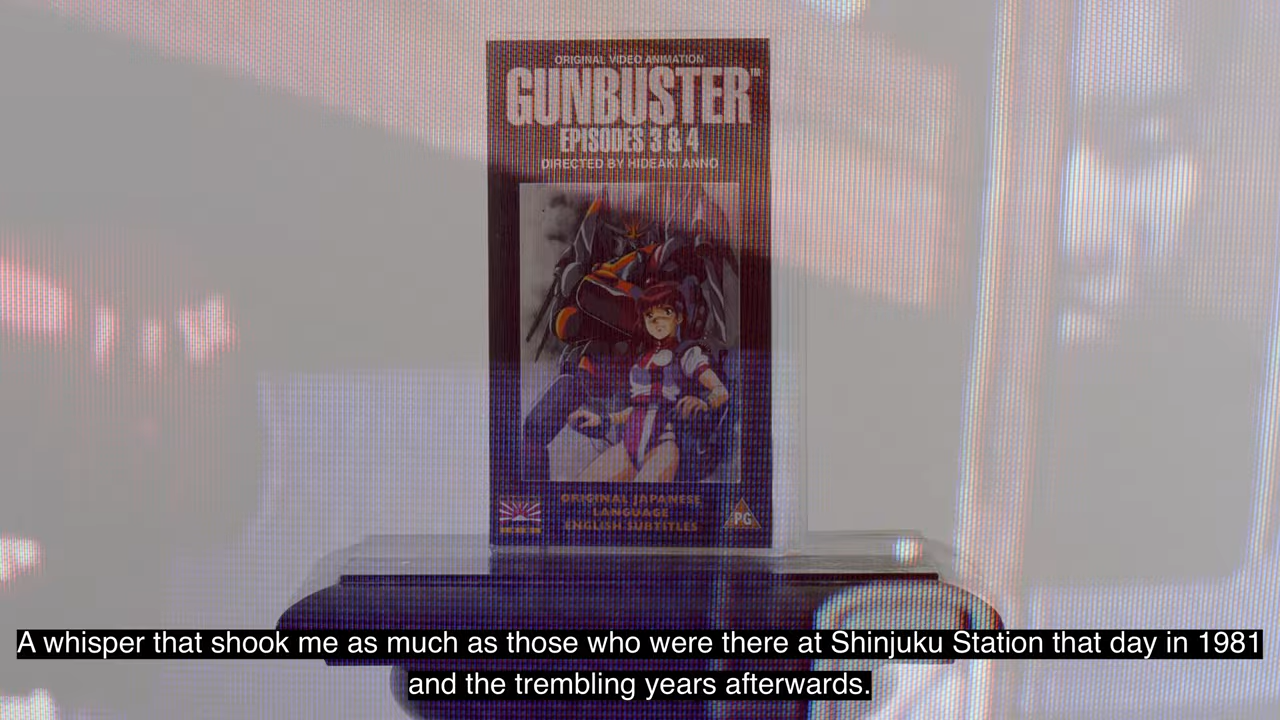 ORIGINAL VIDEO ANIMATION
GUNBUSTER™
EPISODES 3 & 4
DIRECTED BY HIDEAKI ANNO
ORIGINAL JAPANESE
LANGUAGE
ENGLISH SUBTITLES
PG
A whisper that shook me as much as those who were there at Shinjuku Station that day in 1981
and the trembling years afterwards.